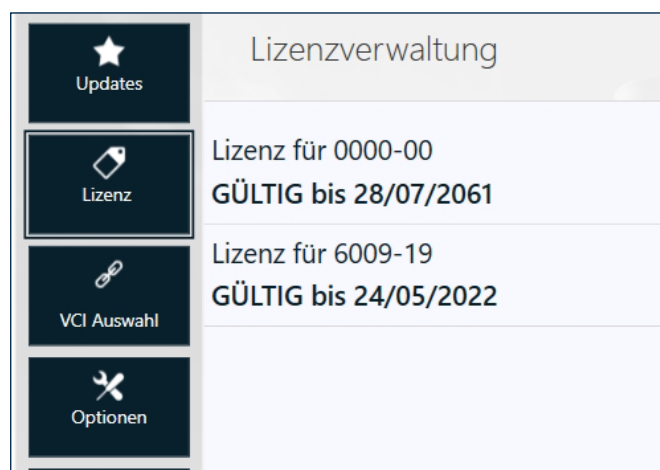 Updates
Lizenz
VCI Auswahl
Optionen
Lizenzverwaltung
Lizenz für 0000-00
GÜLTIG bis 28/07/2061
Lizenz für 6009-19
GÜLTIG bis 24/05/2022